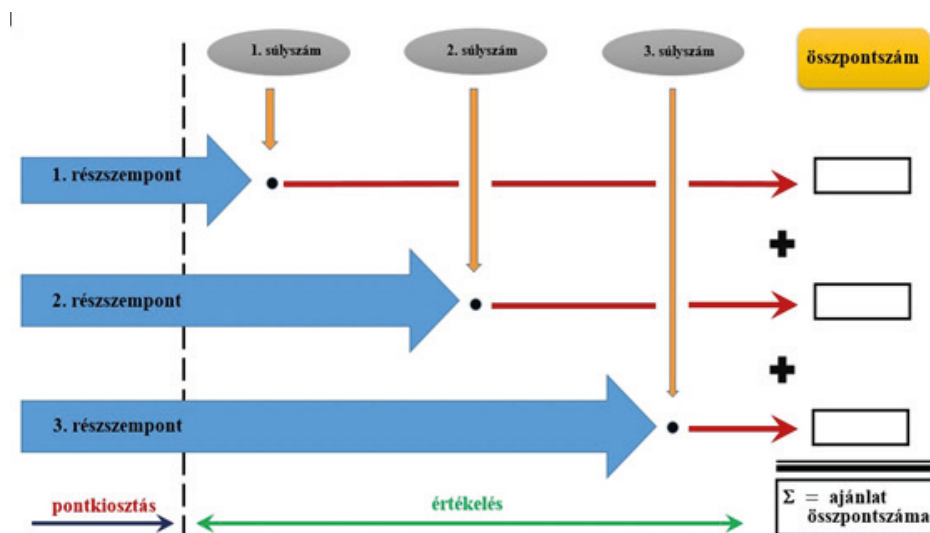 1. súlyszám
2. súlyszám
3. súlyszám
összpontszám
1. részszempont
2. részszempont
3. részszempont
pontkiosztás
értékelés
Σ = ajánlat
összpontszáma